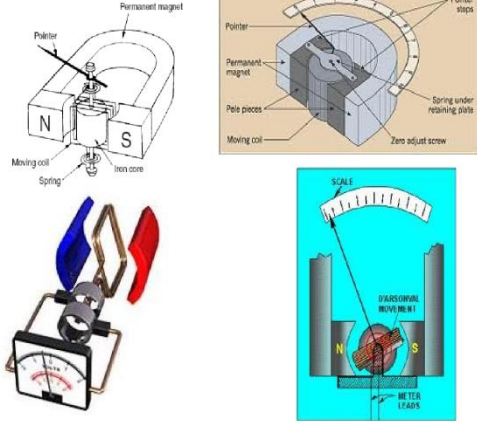 Permanent magnet
Pointer
N
S
Moving coil
Iron core
Spring
Pointer
steps
Pointer
Permanent
magnet
Pole pieces
Moving coil
Spring under
retaining plate
Zero adjust screw
SCALE
D'ARSONVAL
MOVEMENT
N
S
METER
LEADS